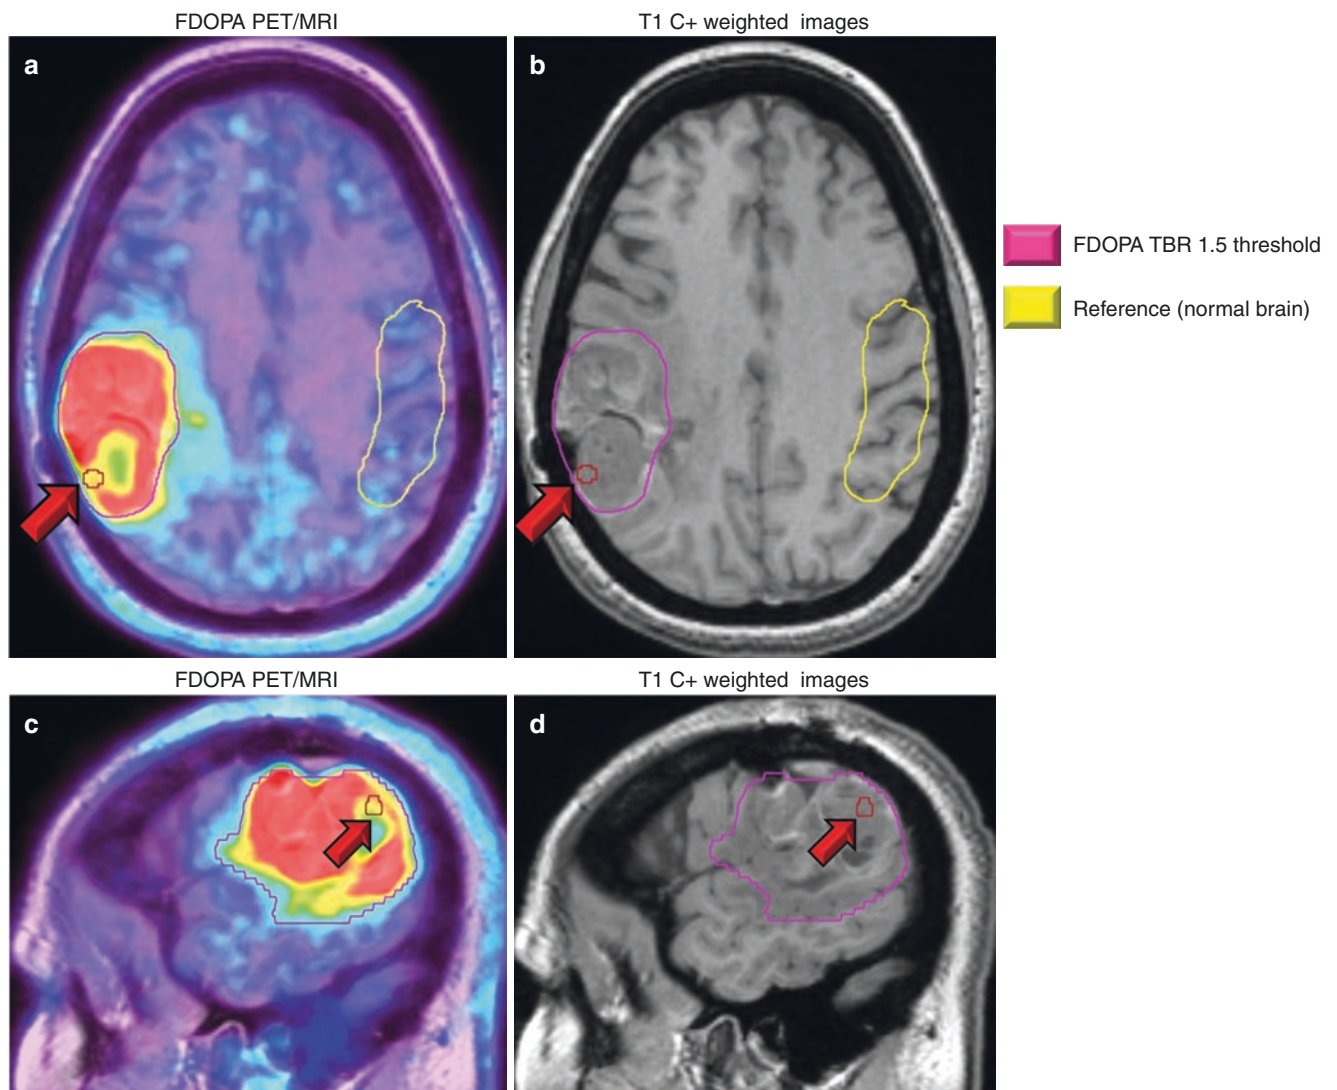 FDOPA PET/MRI
T1 C+ weighted images
a
b
FDOPA TBR 1.5 threshold
Reference (normal brain)
FDOPA PET/MRI
T1 C+ weighted images
c
d